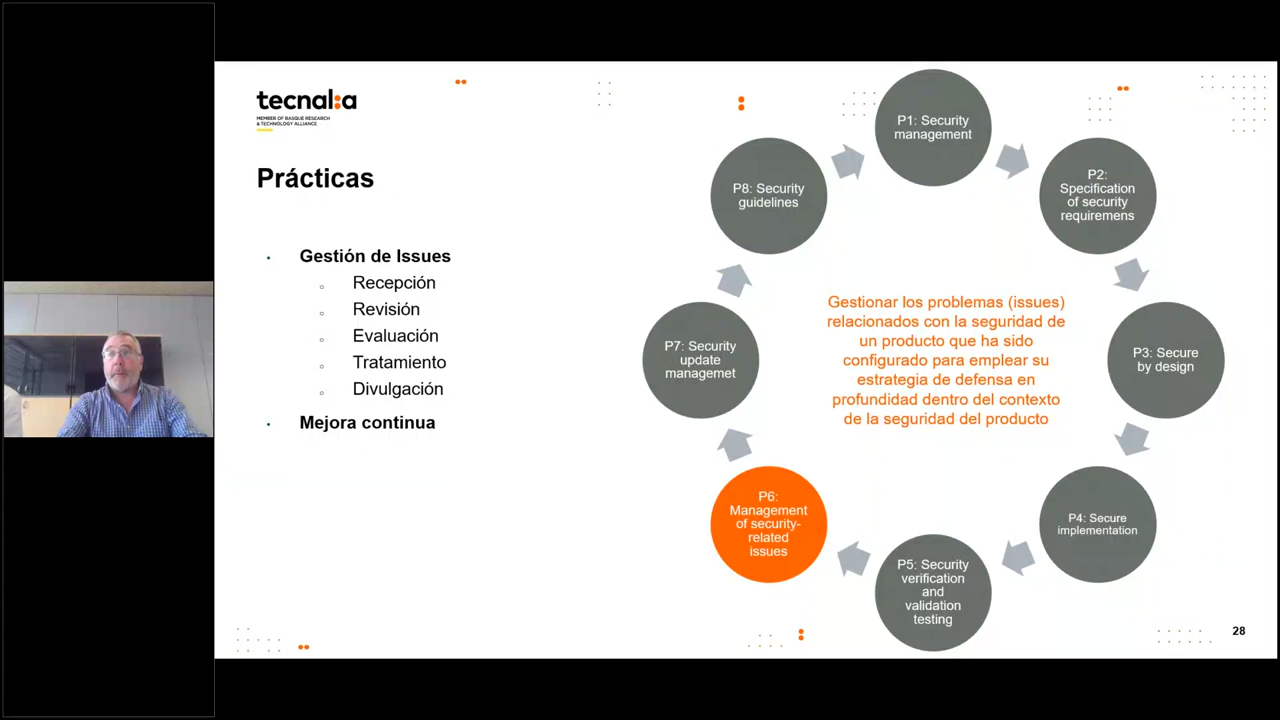 tecnal:a
MEMBER OF BASQUE RESEARCH
& TECHNOLOGY ALLIANCE
Prácticas
Gestión de Issues
Recepción
Revisión
Evaluación
Tratamiento
Divulgación
Mejora continua
P1: Security
management
P2:
Specification
of security
requiremens
P3: Secure
by design
P4: Secure
implementation
P5: Security
verification
and
validation
testing
P6:
Management
of security-
related
issues
P7: Security
update
managemet
P8: Security
guidelines
Gestionar los problemas (issues)
relacionados con la seguridad de
un producto que ha sido
configurado para emplear su
estrategia de defensa en
profundidad dentro del contexto
de la seguridad del producto
28